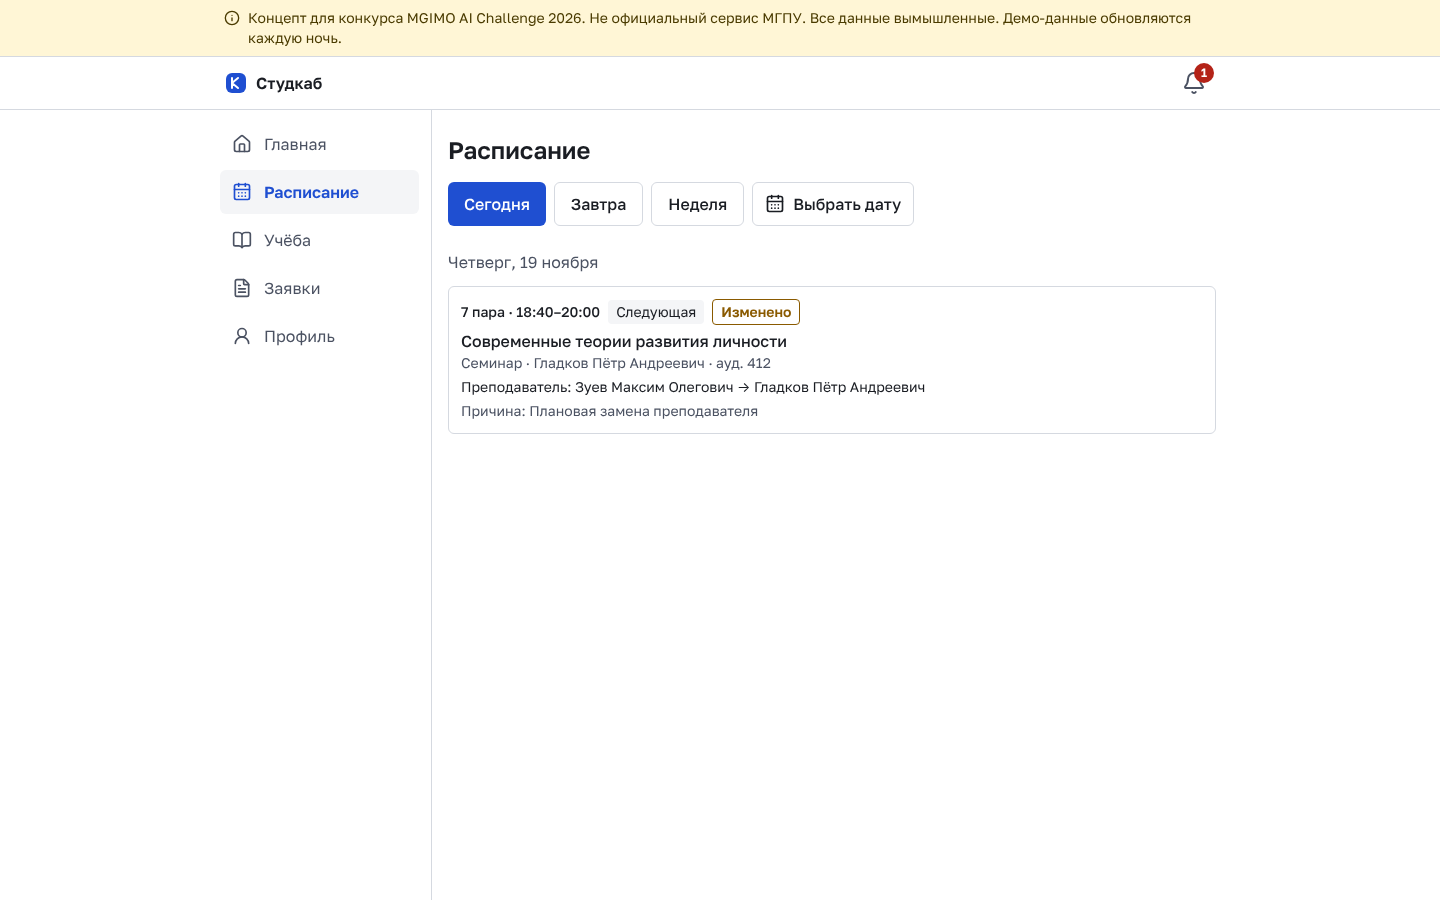 Концепт для конкурса MGIMO AI Challenge 2026. Не официальный сервис МГПУ. Все данные вымышленные. Демо-данные обновляются
каждую ночь.
Студкаб
1
Главная
Расписание
Учёба
Заявки
Профиль
Расписание
Сегодня
Завтра
Неделя
Выбрать дату
Четверг, 19 ноября
7 пара · 18:40–20:00 Следующая Изменено
Современные теории развития личности
Семинар · Гладков Пётр Андреевич · ауд. 412
Преподаватель: Зуев Максим Олегович → Гладков Пётр Андреевич
Причина: Плановая замена преподавателя